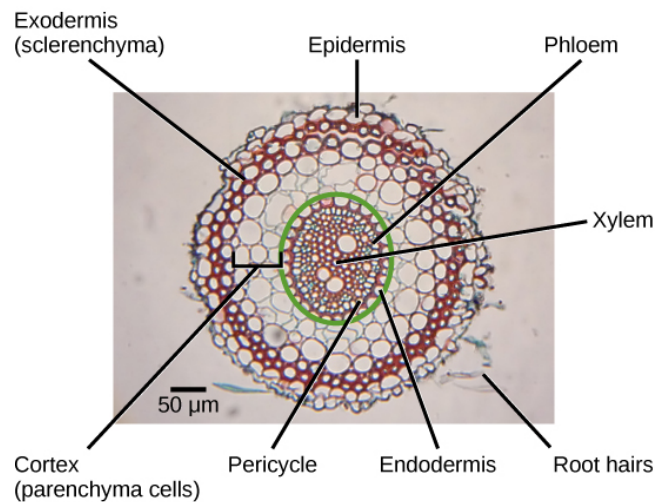 Exodermis
(sclerenchyma)
Epidermis
Phloem
Xylem
50 µm
Cortex
(parenchyma cells)
Pericycle
Endodermis
Root hairs